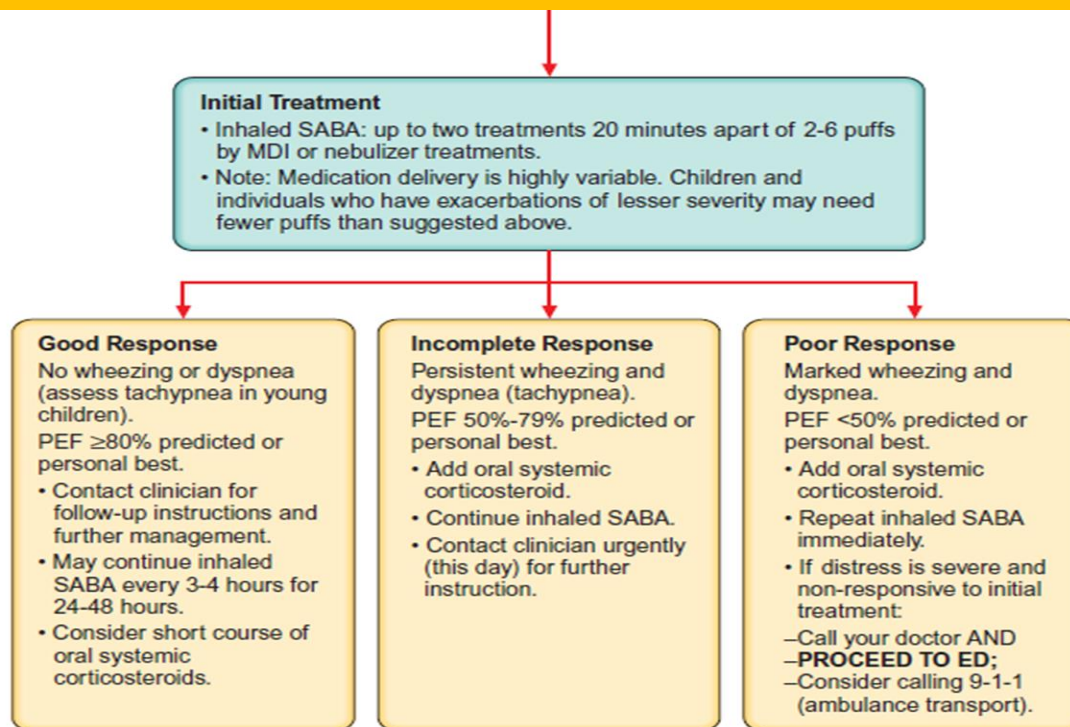 Initial Treatment
• Inhaled SABA: up to two treatments 20 minutes apart of 2-6 puffs
by MDI or nebulizer treatments.
• Note: Medication delivery is highly variable. Children and
individuals who have exacerbations of lesser severity may need
fewer puffs than suggested above.
Good Response
No wheezing or dyspnea
(assess tachypnea in young
children).
PEF ≥80% predicted or
personal best.
• Contact clinician for
follow-up instructions and
further management.
• May continue inhaled
SABA every 3-4 hours for
24-48 hours.
• Consider short course of
oral systemic
corticosteroids.
Incomplete Response
Persistent wheezing and
dyspnea (tachypnea).
PEF 50%-79% predicted or
personal best.
• Add oral systemic
corticosteroid.
• Continue inhaled SABA.
• Contact clinician urgently
(this day) for further
instruction.
Poor Response
Marked wheezing and
dyspnea.
PEF <50% predicted or
personal best.
• Add oral systemic
corticosteroid.
• Repeat inhaled SABA
immediately.
• If distress is severe and
non-responsive to initial
treatment:
–Call your doctor AND
–PROCEED TO ED;
–Consider calling 9-1-1
(ambulance transport).